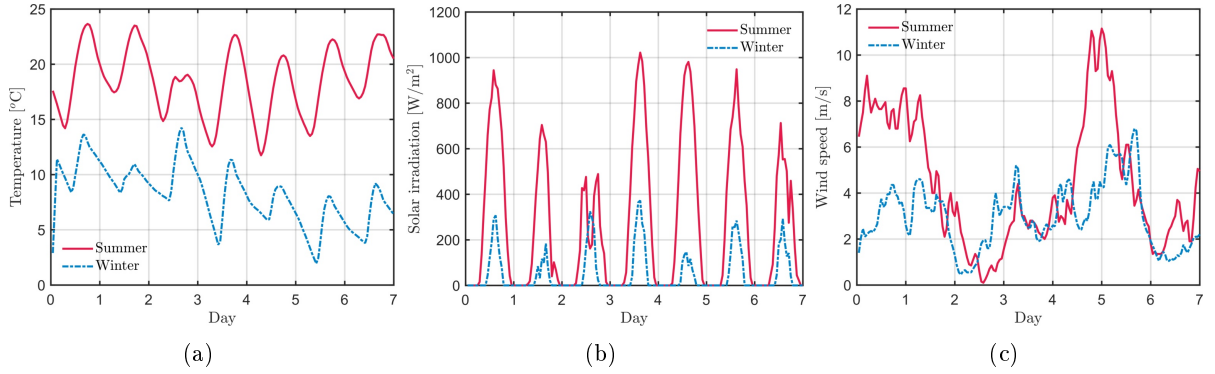 25
20
15
10
5
0
Temperature [°C]
Summer
Winter
0 1 2 3 4 5 6 7
Day
(a)
1200
1000
800
600
400
200
0
Solar irradiation [W/m²]
Summer
Winter
0 1 2 3 4 5 6 7
Day
(b)
12
10
8
6
4
2
0
Wind speed [m/s]
Summer
Winter
0 1 2 3 4 5 6 7
Day
(c)